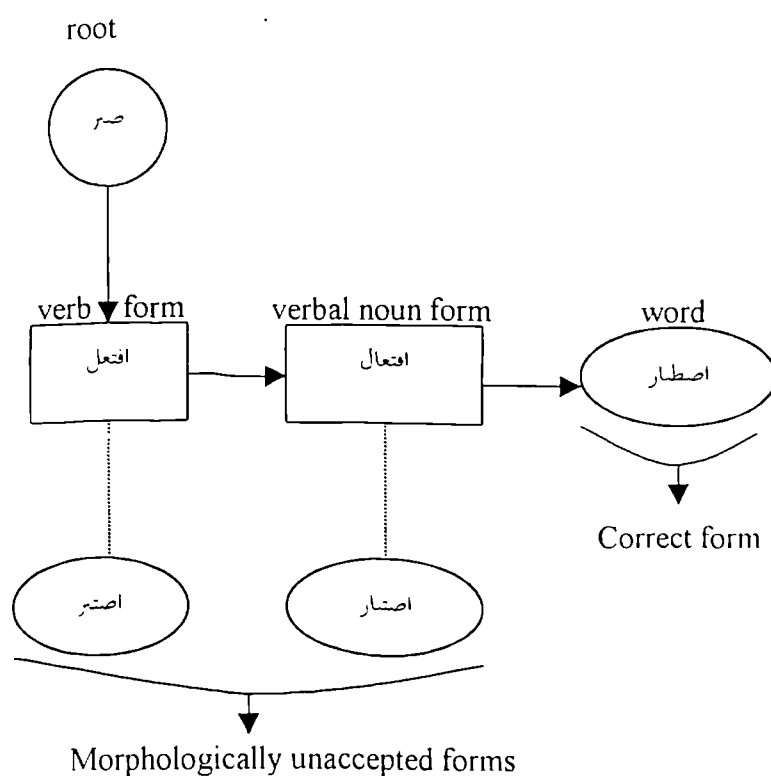 root
صبر
verb form
verbal noun form
word
افتعل
افتعال
اصطبار
Correct form
اصتبر
اصتبار
Morphologically unaccepted forms